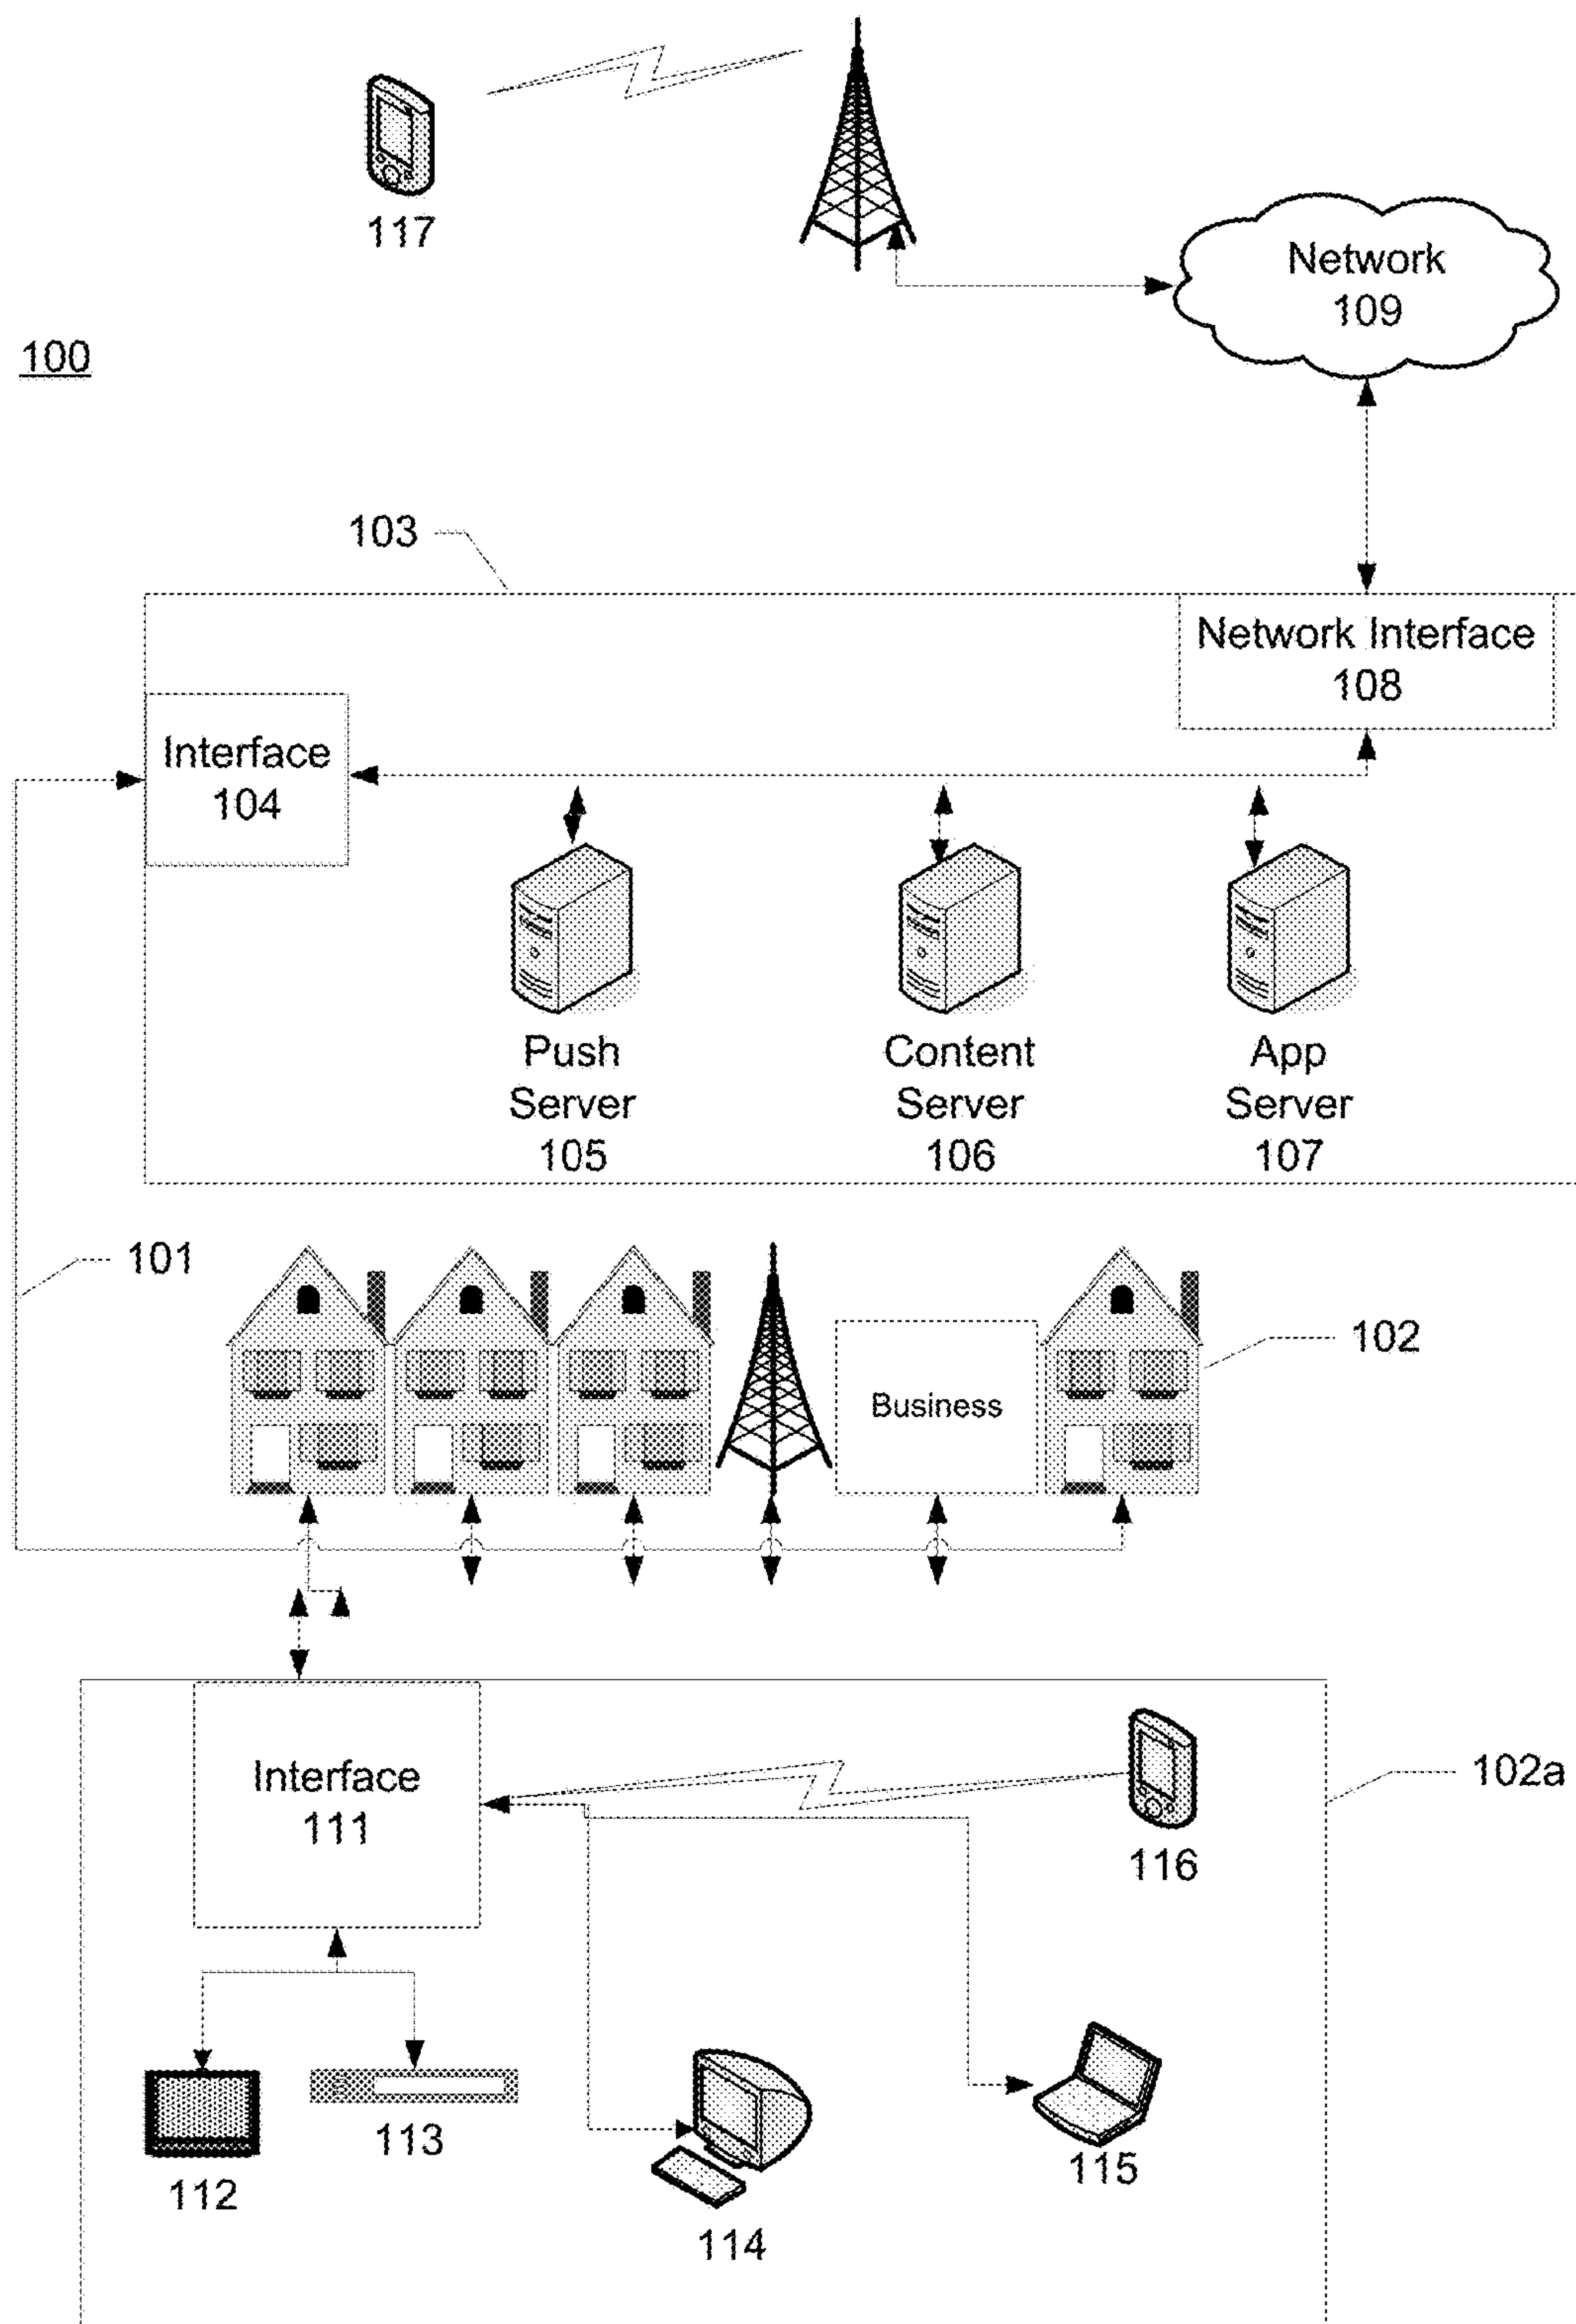 117
Network
109
100
103
Network Interface
108
Interface
104
Push
Server
105
Content
Server
106
App
Server
107
101
102
Business
Interface
111
116
102a
112
113
114
115